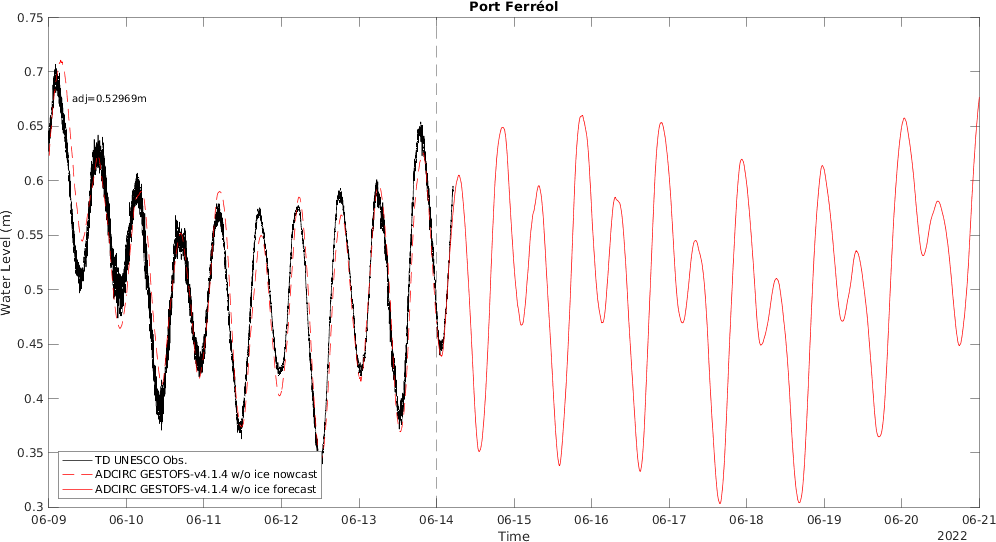 Port Ferréol
0.75
0.7
0.65
0.6
0.55
0.5
0.45
0.4
0.35
0.3
Water Level (m)
adj=0.52969m
TD UNESCO Obs.
ADCIRC GESTOFS-v4.1.4 w/o ice nowcast
ADCIRC GESTOFS-v4.1.4 w/o ice forecast
06-09 06-10 06-11 06-12 06-13 06-14 06-15 06-16 06-17 06-18 06-19 06-20 06-21
Time
2022